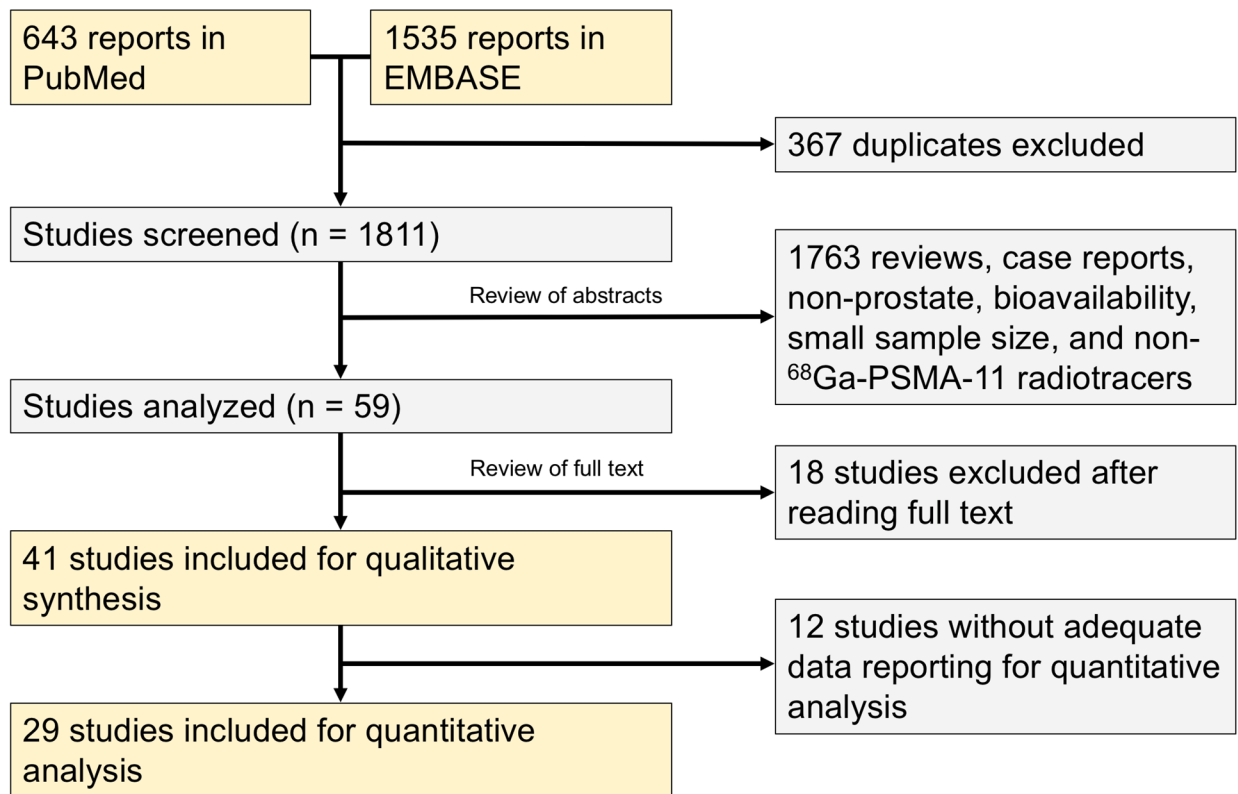 643 reports in
PubMed
1535 reports in
EMBASE
367 duplicates excluded
Studies screened (n = 1811)
Review of abstracts
1763 reviews, case reports,
non-prostate, bioavailability,
small sample size, and non-
⁶⁸Ga-PSMA-11 radiotracers
Studies analyzed (n = 59)
Review of full text
18 studies excluded after
reading full text
41 studies included for qualitative
synthesis
12 studies without adequate
data reporting for quantitative
analysis
29 studies included for quantitative
analysis